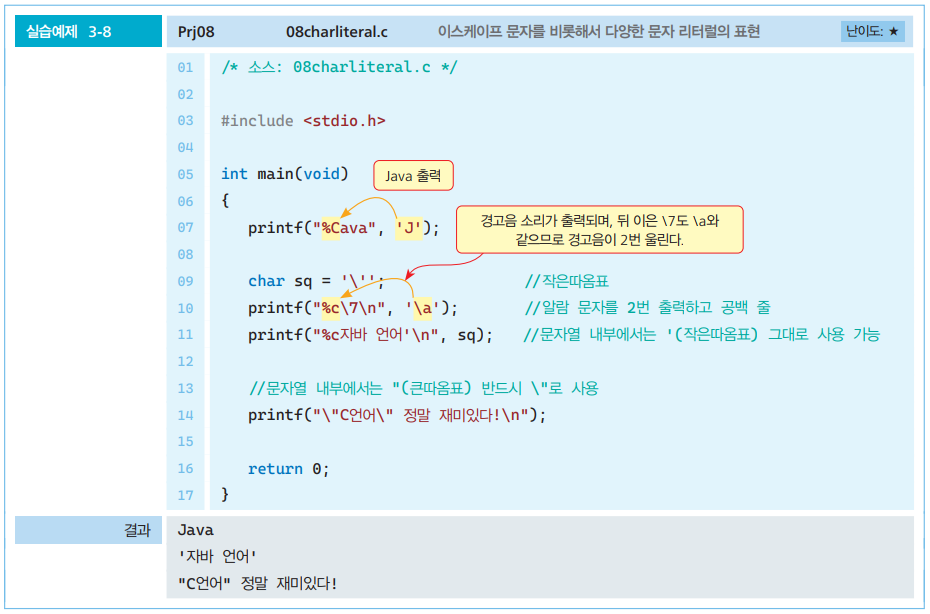 실습예제 3-8 Prj08 08charliteral.c 이스케이프 문자를 비롯해서 다양한 문자 리터럴의 표현 난이도: ★
01 /* 소스: 08charliteral.c */
02
03 #include <stdio.h>
04
05 int main(void)
Java 출력
06 {
07 printf("%Cava", 'J');
경고음 소리가 출력되며, 뒤 이은 \7도 \a와
같으므로 경고음이 2번 울린다.
08
09 char sq = '\''; //작은따옴표
10 printf("%c\7\n", '\a'); //알람 문자를 2번 출력하고 공백 줄
11 printf("%c자바 언어'\n", sq); //문자열 내부에서는 '(작은따옴표) 그대로 사용 가능
12
13 //문자열 내부에서는 "(큰따옴표) 반드시 \"로 사용
14 printf("\"C언어\" 정말 재미있다!\n");
15
16 return 0;
17 }
결과 Java
'자바 언어'
"C언어" 정말 재미있다!